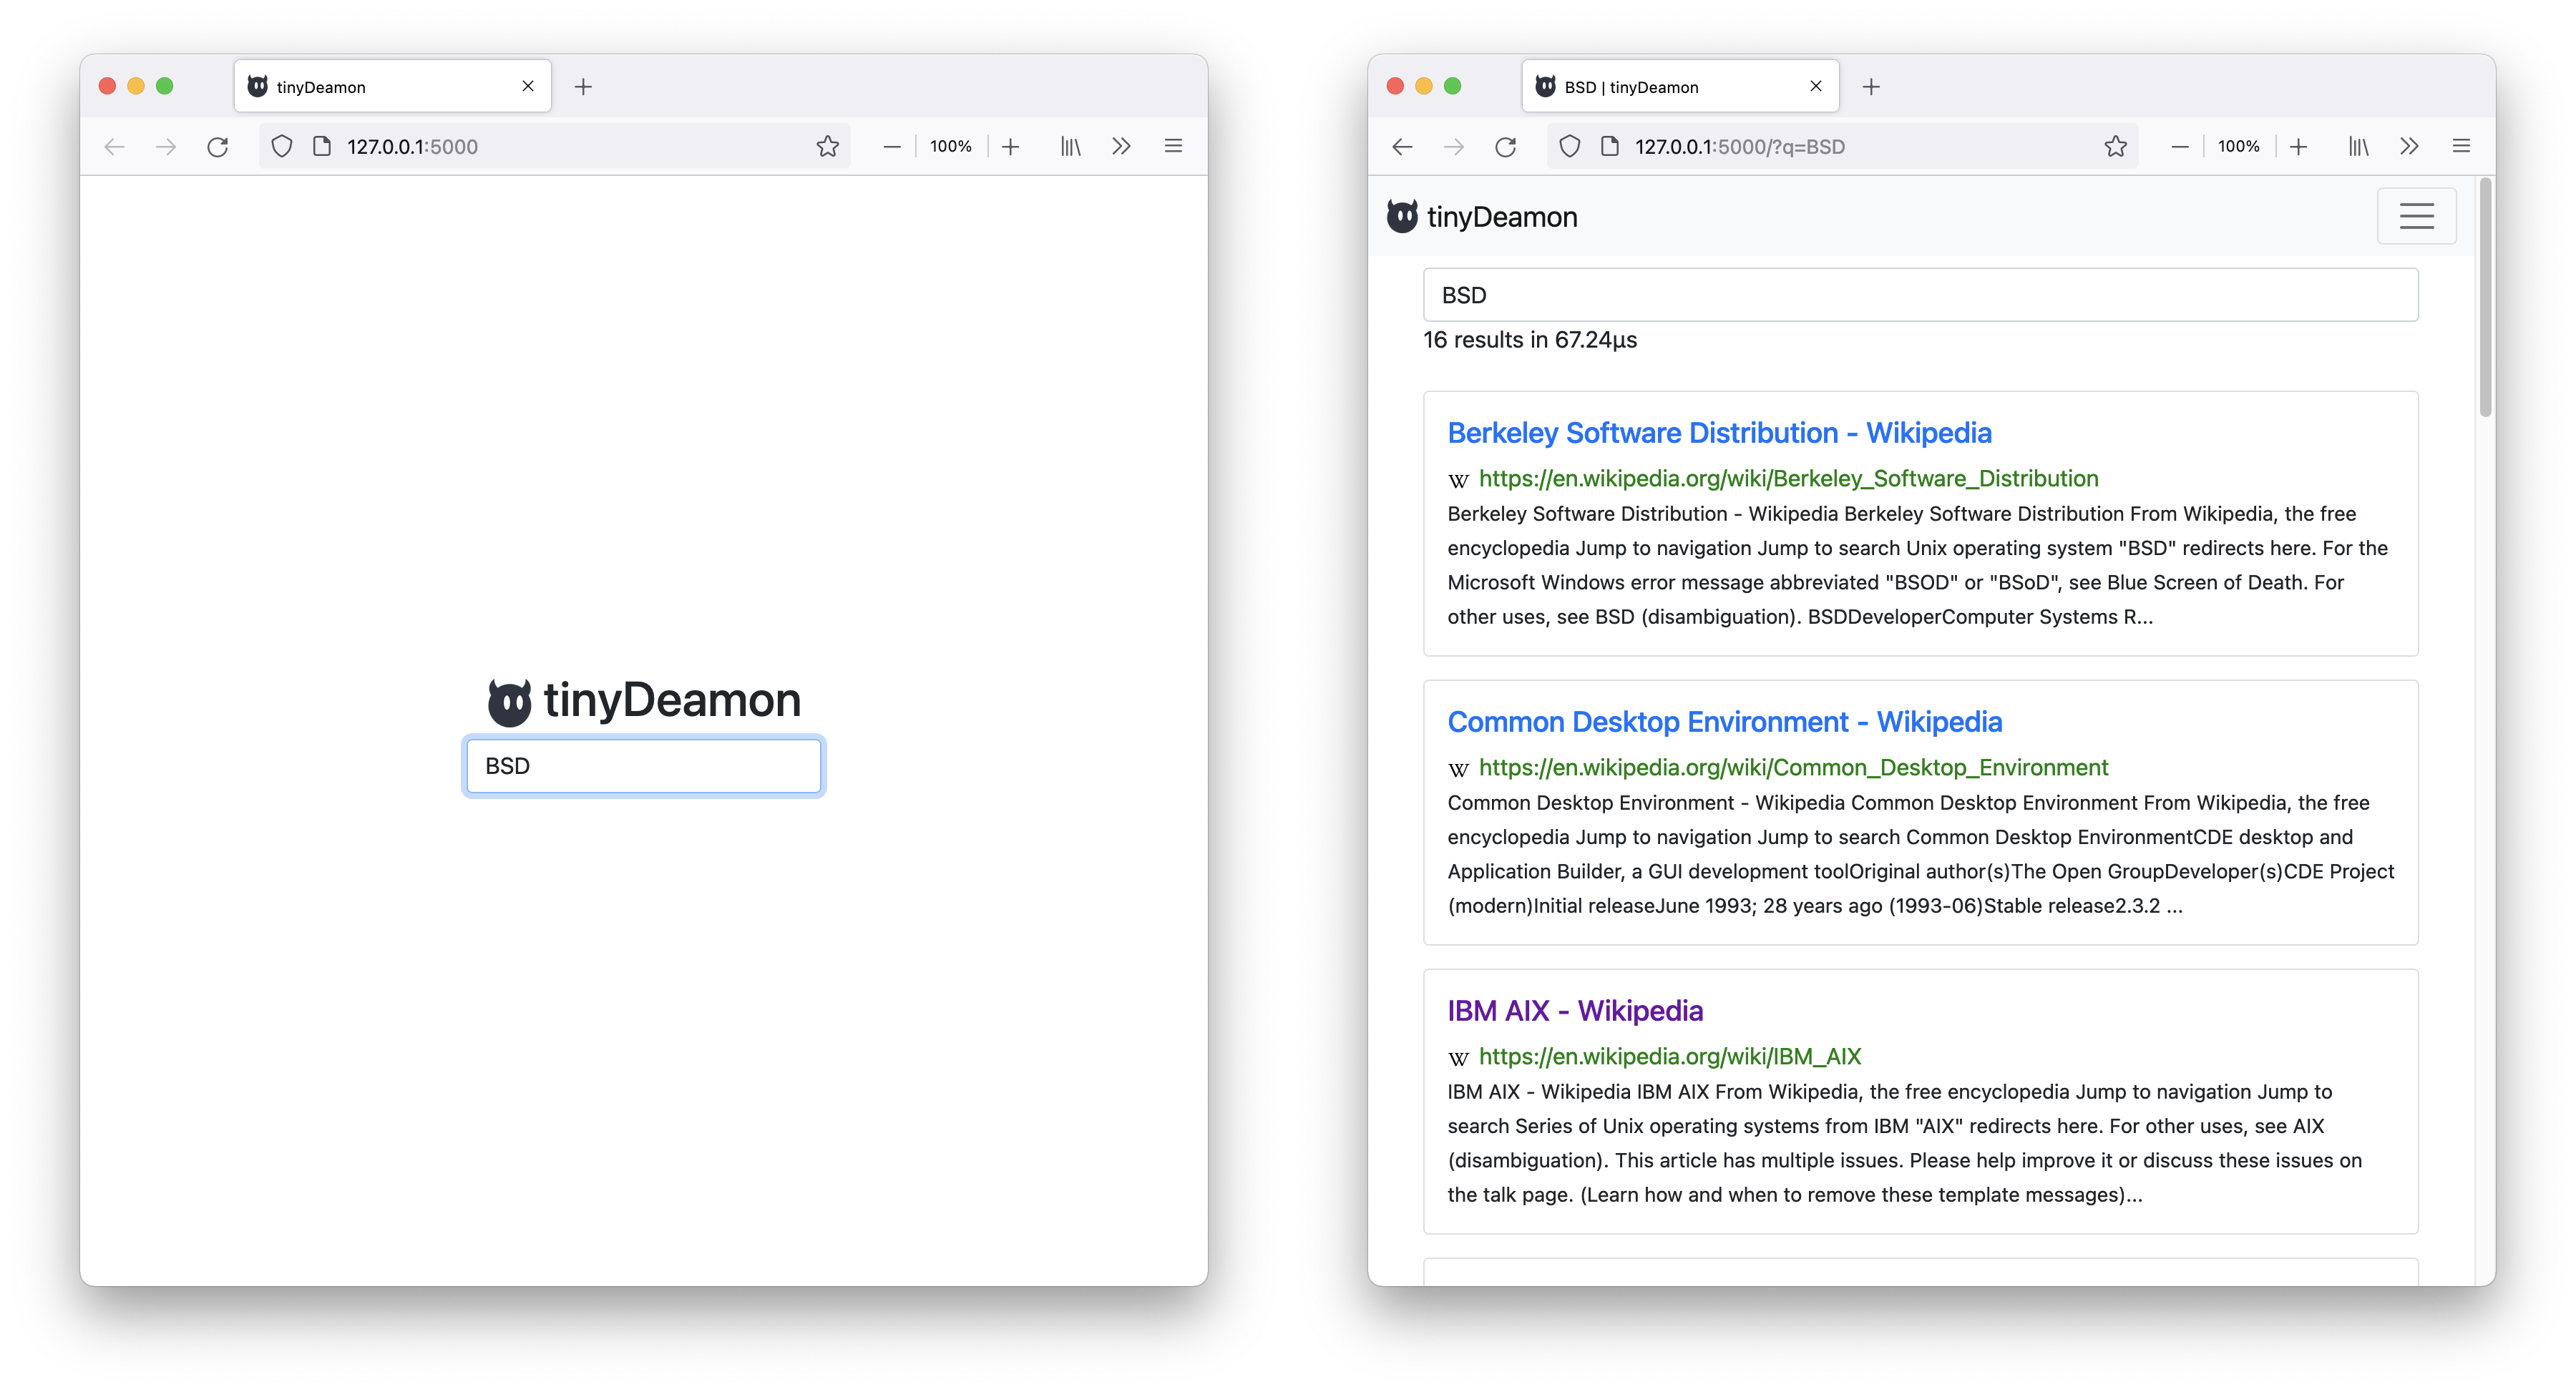 tinyDeamon
127.0.0.1:5000
100%
tinyDeamon
BSD
BSD | tinyDeamon
127.0.0.1:5000/?q=BSD
100%
tinyDeamon
BSD
16 results in 67.24µs
Berkeley Software Distribution - Wikipedia
W https://en.wikipedia.org/wiki/Berkeley_Software_Distribution
Berkeley Software Distribution - Wikipedia Berkeley Software Distribution From Wikipedia, the free
encyclopedia Jump to navigation Jump to search Unix operating system "BSD" redirects here. For the
Microsoft Windows error message abbreviated "BSOD" or "BSoD", see Blue Screen of Death. For
other uses, see BSD (disambiguation). BSDDeveloperComputer Systems R...
Common Desktop Environment - Wikipedia
W https://en.wikipedia.org/wiki/Common_Desktop_Environment
Common Desktop Environment - Wikipedia Common Desktop Environment From Wikipedia, the free
encyclopedia Jump to navigation Jump to search Common Desktop EnvironmentCDE desktop and
Application Builder, a GUI development toolOriginal author(s)The Open GroupDeveloper(s)CDE Project
(modern)Initial releaseJune 1993; 28 years ago (1993-06)Stable release2.3.2 ...
IBM AIX - Wikipedia
W https://en.wikipedia.org/wiki/IBM_AIX
IBM AIX - Wikipedia IBM AIX From Wikipedia, the free encyclopedia Jump to navigation Jump to
search Series of Unix operating systems from IBM "AIX" redirects here. For other uses, see AIX
(disambiguation). This article has multiple issues. Please help improve it or discuss these issues on
the talk page. (Learn how and when to remove these template messages)...